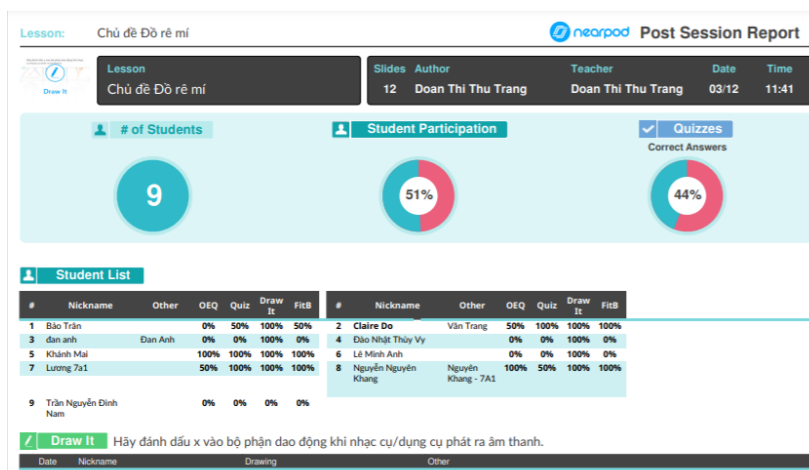 Lesson: Chủ đề Đồ rê mí nearpod Post Session Report
Draw It
Lesson Slides Author Teacher Date Time
Chủ đề Đồ rê mí 12 Doan Thi Thu Trang Doan Thi Thu Trang 03/12 11:41
# of Students Student Participation Quizzes
Correct Answers
9 51% 44%
Student List
# Nickname Other OEQ Quiz Draw It FitB # Nickname Other OEQ Quiz Draw It FitB
1 Bảo Trân 0% 50% 100% 50% 2 Claire Do Vân Trang 50% 100% 100% 100%
3 đan anh Đan Anh 0% 0% 100% 0% 4 Đào Nhật Thùy Vy 0% 0% 100% 0%
5 Khánh Mai 100% 100% 100% 100% 6 Lê Minh Anh 0% 0% 100% 0%
7 Lương 7a1 50% 100% 100% 100% 8 Nguyễn Nguyên Khang Nguyên Khang - 7A1 100% 50% 100% 100%
9 Trần Nguyễn Đình Nam 0% 0% 0% 0%
Draw It Hãy đánh dấu x vào bộ phận dao động khi nhạc cụ/dụng cụ phát ra âm thanh.
Date Nickname Drawing Other